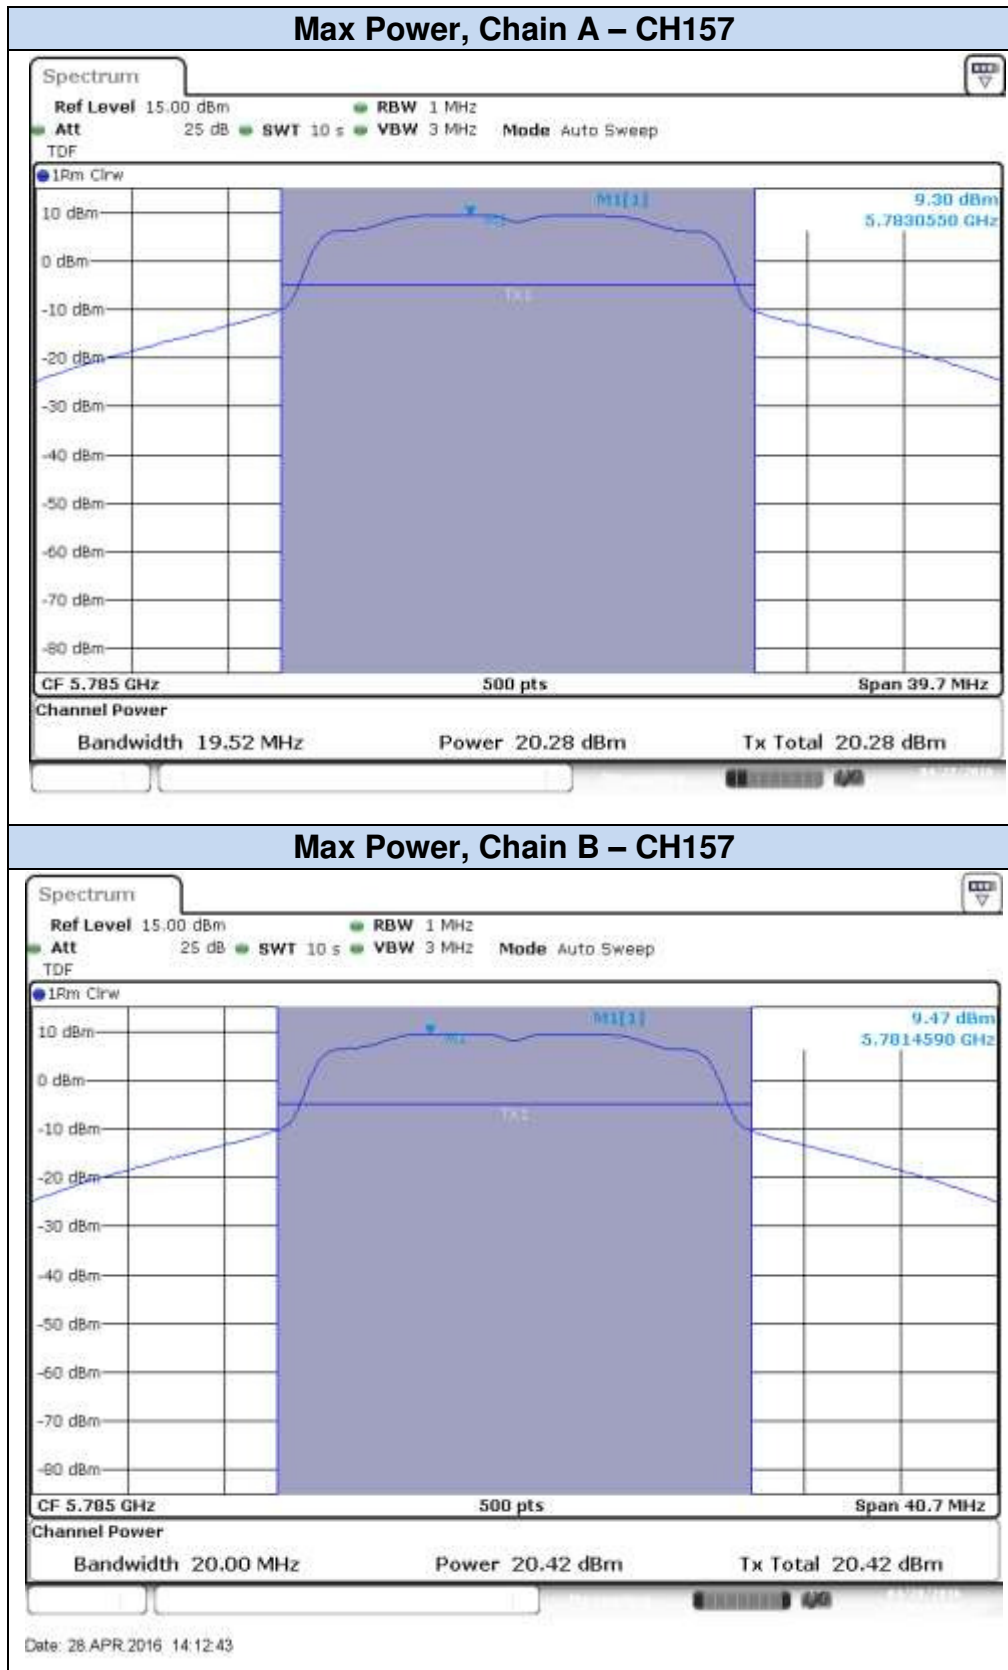 Max Power, Chain A – CH157
Spectrum
Ref Level 15.00 dBm RBW 1 MHz
Att 25 dB SWT 10 s VBW 3 MHz Mode Auto Sweep
TDF
1Rm Clrw
M1[1] 9.30 dBm
5.7830550 GHz
10 dBm
M1
0 dBm
TX1
-10 dBm
-20 dBm
-30 dBm
-40 dBm
-50 dBm
-60 dBm
-70 dBm
-80 dBm
CF 5.785 GHz 500 pts Span 39.7 MHz
Channel Power
Bandwidth 19.52 MHz Power 20.28 dBm Tx Total 20.28 dBm
Max Power, Chain B – CH157
Spectrum
Ref Level 15.00 dBm RBW 1 MHz
Att 25 dB SWT 10 s VBW 3 MHz Mode Auto Sweep
TDF
1Rm Clrw
M1[1] 9.47 dBm
5.7814590 GHz
10 dBm
M1
0 dBm
TX1
-10 dBm
-20 dBm
-30 dBm
-40 dBm
-50 dBm
-60 dBm
-70 dBm
-80 dBm
CF 5.785 GHz 500 pts Span 40.7 MHz
Channel Power
Bandwidth 20.00 MHz Power 20.42 dBm Tx Total 20.42 dBm
Date: 28.APR.2016 14:12:43